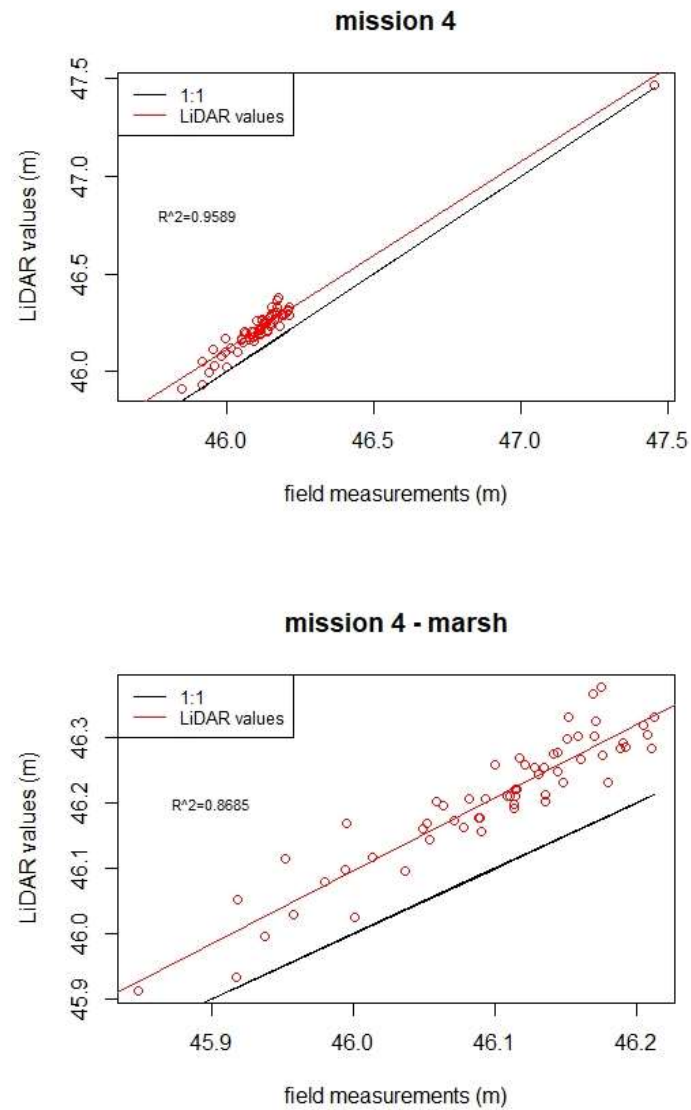 mission 4
47.5
47.0
46.5
46.0
LiDAR values (m)
1:1
LiDAR values
R^2=0.9589
46.0 46.5 47.0 47.5
field measurements (m)
mission 4 - marsh
46.3
46.2
46.1
46.0
45.9
LiDAR values (m)
1:1
LiDAR values
R^2=0.8685
45.9 46.0 46.1 46.2
field measurements (m)